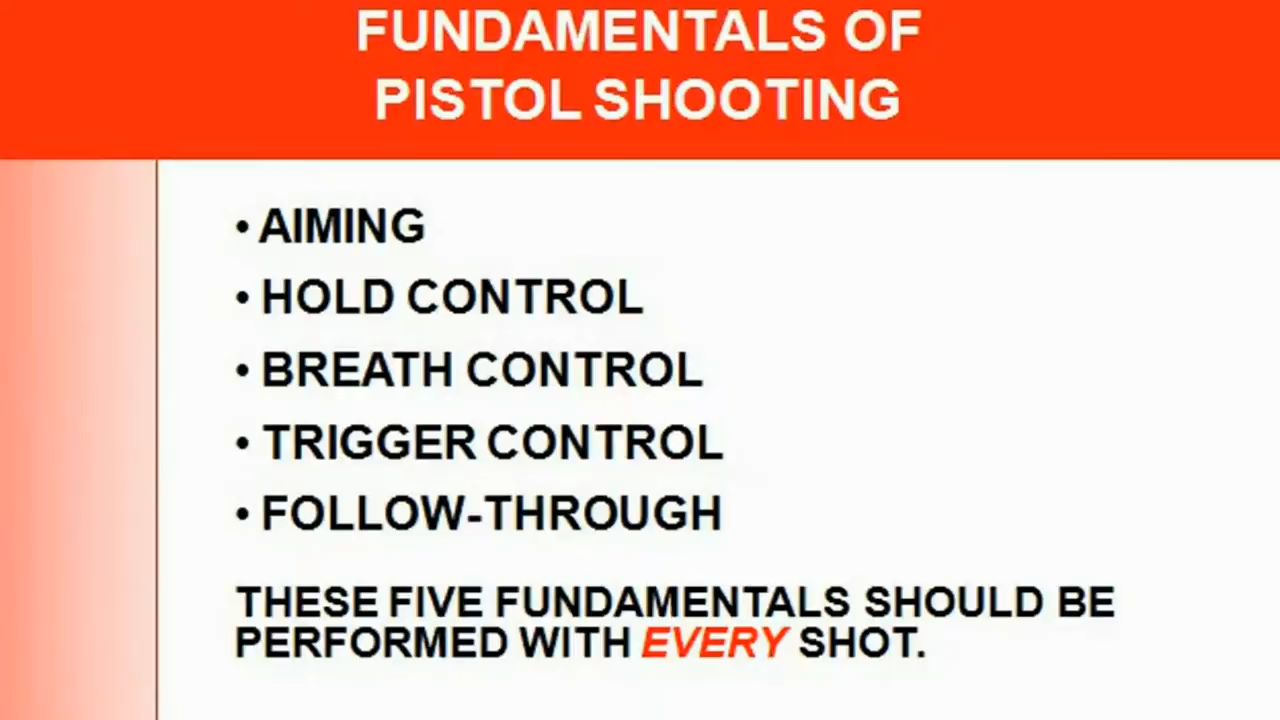 FUNDAMENTALS OF
PISTOL SHOOTING
• AIMING
• HOLD CONTROL
• BREATH CONTROL
• TRIGGER CONTROL
• FOLLOW-THROUGH
THESE FIVE FUNDAMENTALS SHOULD BE
PERFORMED WITH EVERY SHOT.